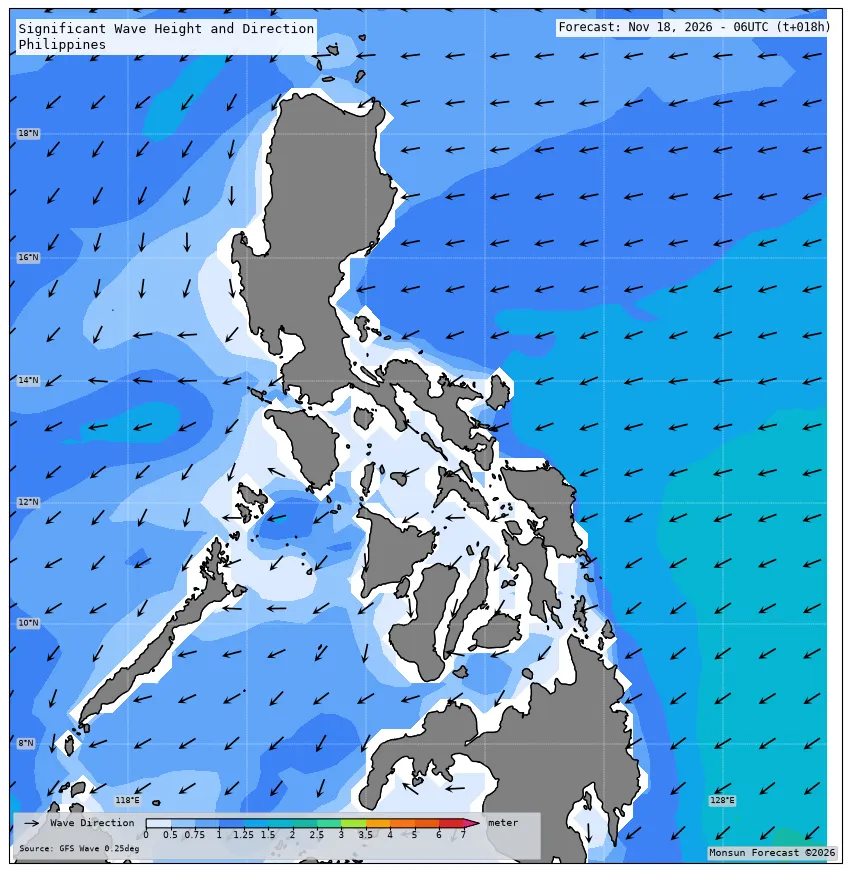 Significant Wave Height and Direction
Philippines
Forecast: Nov 18, 2026 - 06UTC (t+018h)
18°N
16°N
14°N
12°N
10°N
8°N
118°E
128°E
Wave Direction
0 0.5 0.75 1 1.25 1.5 2 2.5 3 3.5 4 5 6 7
meter
Source: GFS Wave 0.25deg
Monsun Forecast ©2026